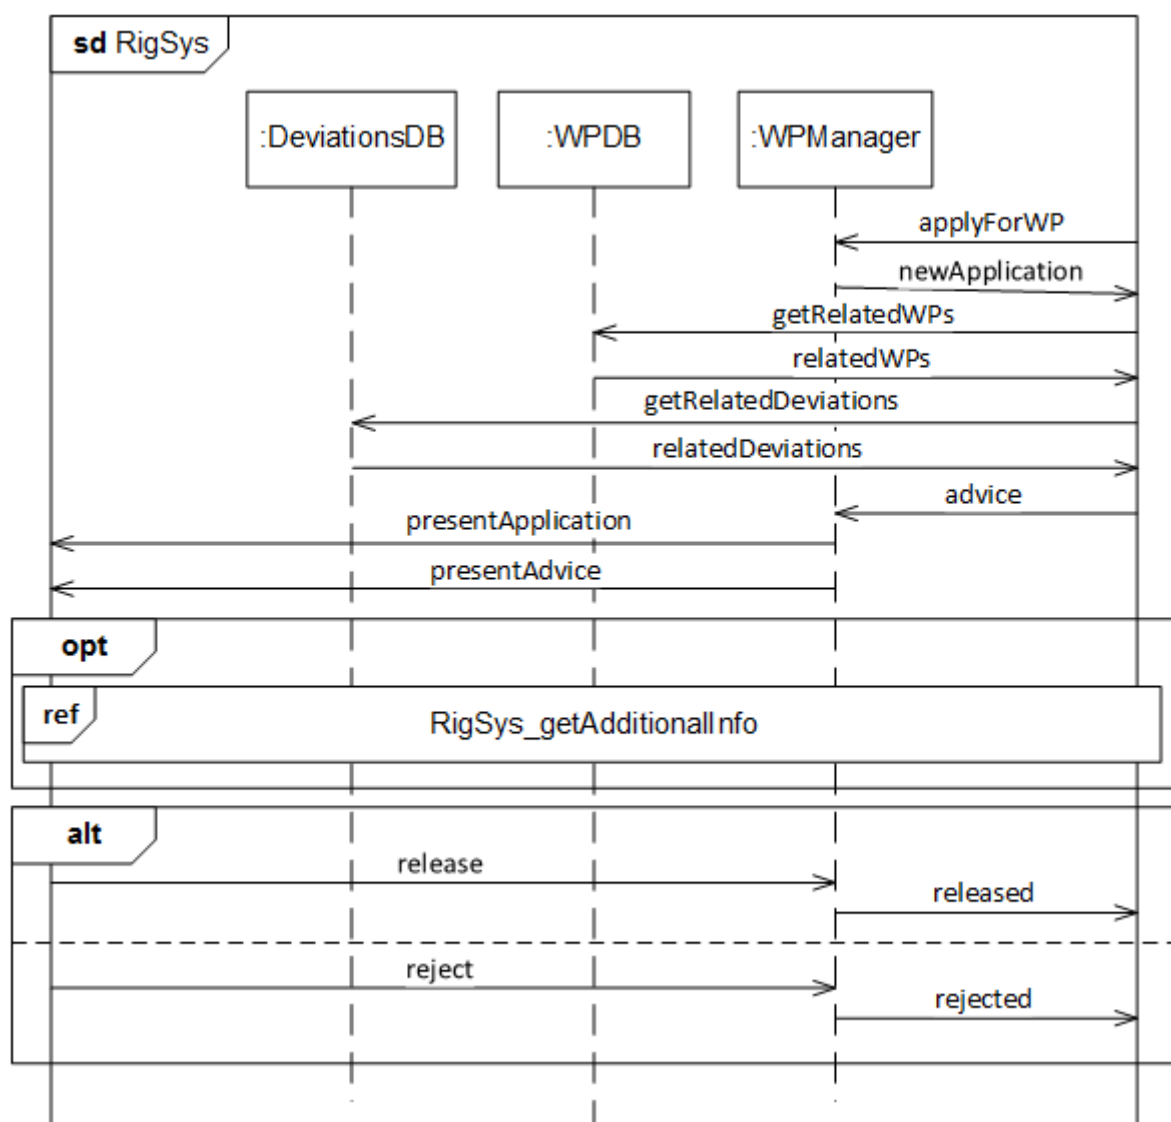 sd RigSys
:DeviationsDB
:WPDB
:WPManager
applyForWP
newApplication
getRelatedWPs
relatedWPs
getRelatedDeviations
relatedDeviations
advice
presentApplication
presentAdvice
opt
ref
RigSys_getAdditionalInfo
alt
release
released
reject
rejected